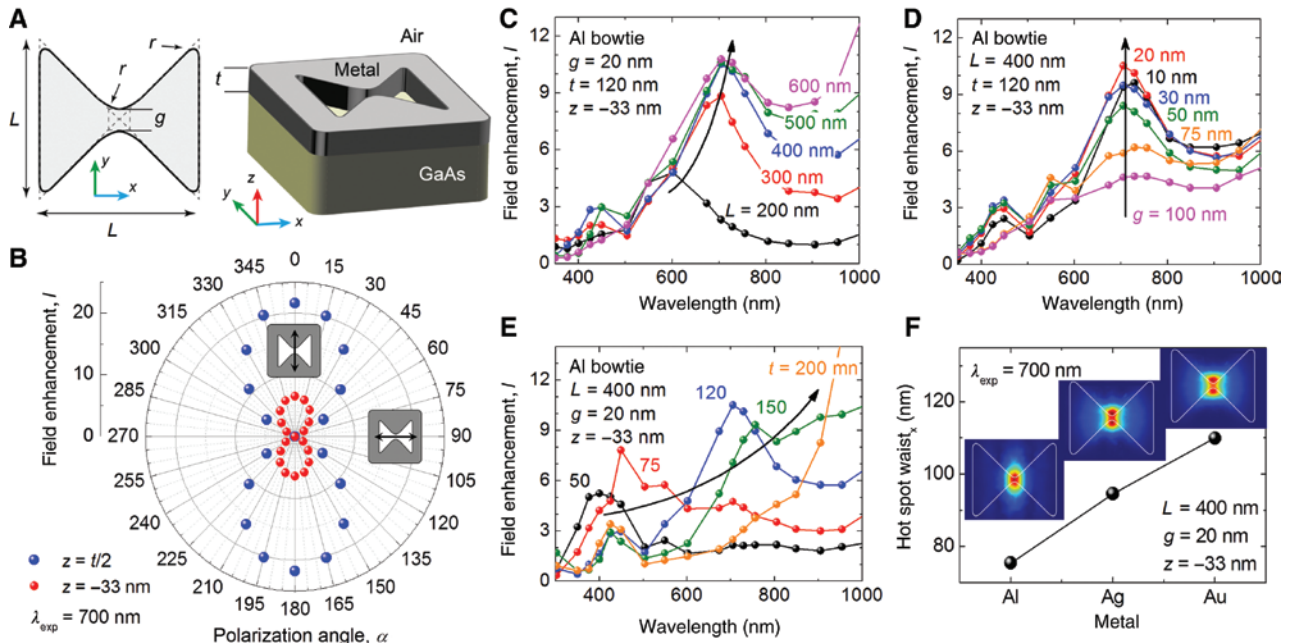 A
r
r
t
L
g
y
x
L
Air
Metal
GaAs
z
y
x
B
Field enhancement, I
25
20
10
0
0
15
30
45
60
75
90
105
120
135
150
165
180
195
210
225
240
255
270
285
300
315
330
345
z = t/2
z = −33 nm
λexp = 700 nm
Polarization angle, α
C
Field enhancement, I
12
9
6
3
0
Al bowtie
g = 20 nm
t = 120 nm
z = −33 nm
600 nm
500 nm
400 nm
300 nm
L = 200 nm
400
600
800
1000
Wavelength (nm)
D
Field enhancement, I
12
9
6
3
0
Al bowtie
L = 400 nm
t = 120 nm
z = −33 nm
20 nm
10 nm
30 nm
50 nm
75 nm
g = 100 nm
400
600
800
1000
Wavelength (nm)
E
Field enhancement, I
12
9
6
3
0
Al bowtie
L = 400 nm
g = 20 nm
z = −33 nm
t = 200 mn
120
150
75
50
400
600
800
1000
Wavelength (nm)
F
Hot spot waistx (nm)
120
100
80
λexp = 700 nm
L = 400 nm
g = 20 nm
z = −33 nm
Al
Ag
Au
Metal